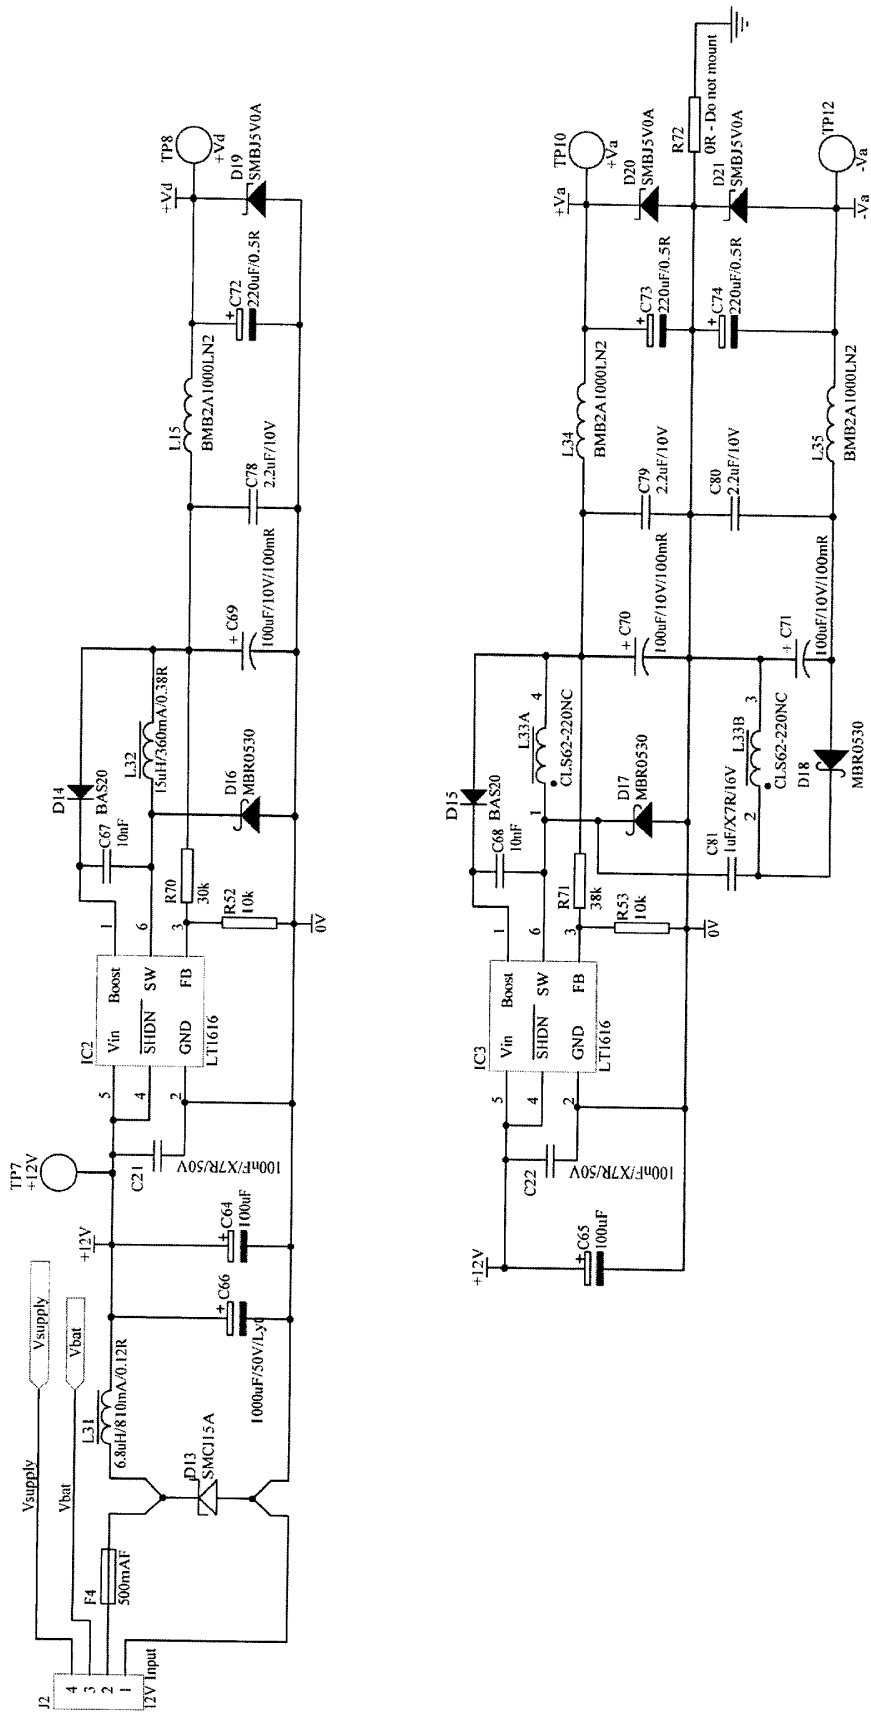 J2
4
3
2
1
12V Input
Vsupply
Vbat
Vsupply
Vbat
F4
500mAF
D13
SMCJ15A
L31
6.8uH/810mA/0.12R
+ C66
1000uF/50V/Lyt
+12V
+ C64
100uF
TP7
+12V
C21
100nF/X7R/50V
IC2
5
4
2
Vin
SHDN
GND
Boost
SW
FB
LT1616
1
6
3
0V
R70
30k
R52
10k
C67
10nF
D14
BAS20
D16
MBR0530
L32
15uH/360mA/0.38R
+ C69
100uF/10V/100mR
C78
2.2uF/10V
L15
BMB2A1000LN2
+ C72
220uF/0.5R
+Vd
D19
SMBJ5V0A
TP8
+Vd
+12V
+ C65
100uF
C22
100nF/X7R/50V
IC3
5
4
2
Vin
SHDN
GND
Boost
SW
FB
LT1616
1
6
3
0V
R71
38k
R53
10k
C68
10nF
D15
BAS20
D17
MBR0530
1
L33A
4
CLS62-220NC
C81
1uF/X7R/16V
2
L33B
3
CLS62-220NC
D18
MBR0530
+ C70
100uF/10V/100mR
+ C71
100uF/10V/100mR
C79
2.2uF/10V
C80
2.2uF/10V
L34
BMB2A1000LN2
L35
BMB2A1000LN2
+ C73
220uF/0.5R
+ C74
220uF/0.5R
+Va
D20
SMBJ5V0A
D21
SMBJ5V0A
-Va
TP10
+Va
R72
0R - Do not mount
TP12
-Va